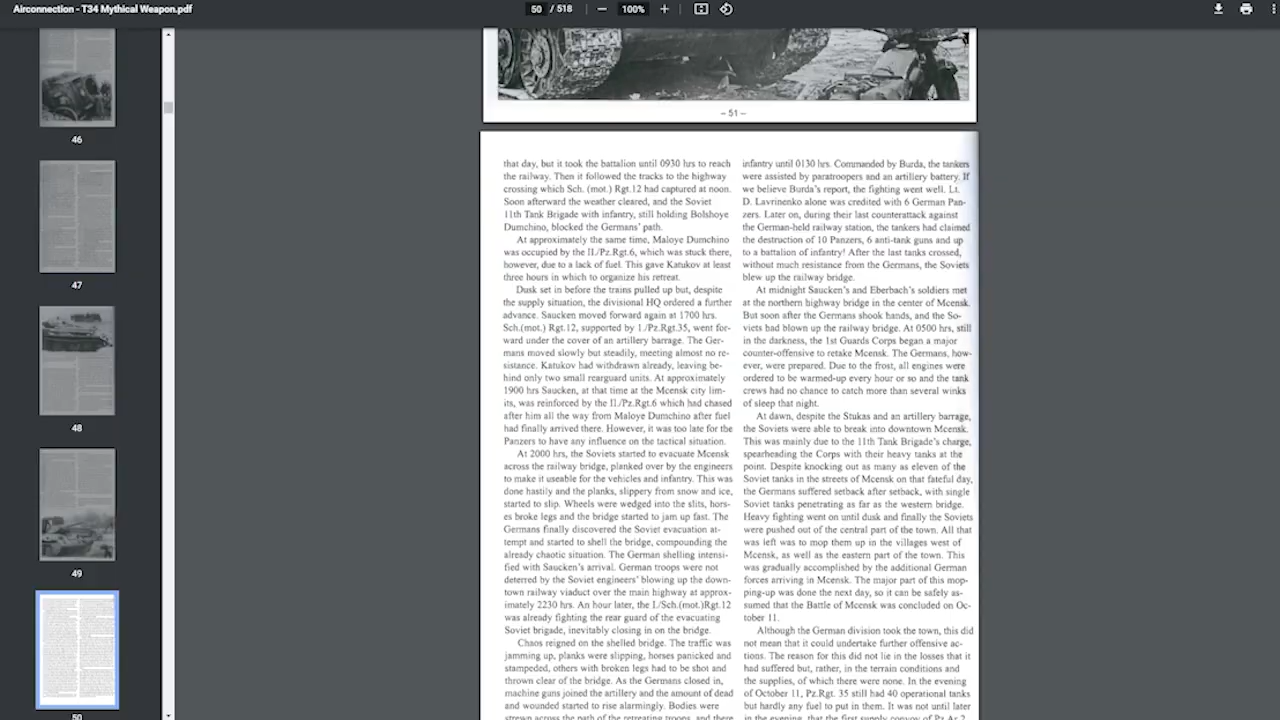 Airconnection - T34 Mythical Weapon.pdf
50 / 518
100%
46
47
48
49
50
– 51 –
that day, but it took the battalion until 0930 hrs to reach
the railway. Then it followed the tracks to the highway
crossing which Sch. (mot.) Rgt.12 had captured at noon.
Soon afterward the weather cleared, and the Soviet
11th Tank Brigade with infantry, still holding Bolshoye
Dumchino, blocked the Germans' path.
At approximately the same time, Maloye Dumchino
was occupied by the II./Pz.Rgt.6, which was stuck there,
however, due to a lack of fuel. This gave Katukov at least
three hours in which to organize his retreat.
Dusk set in before the trains pulled up but, despite
the supply situation, the divisional HQ ordered a further
advance. Saucken moved forward again at 1700 hrs.
Sch.(mot.) Rgt.12, supported by 1./Pz.Rgt.35, went for-
ward under the cover of an artillery barrage. The Ger-
mans moved slowly but steadily, meeting almost no re-
sistance. Katukov had withdrawn already, leaving be-
hind only two small rearguard units. At approximately
1900 hrs Saucken, at that time at the Mcensk city lim-
its, was reinforced by the II./Pz.Rgt.6 which had chased
after him all the way from Maloye Dumchino after fuel
had finally arrived there. However, it was too late for the
Panzers to have any influence on the tactical situation.
At 2000 hrs, the Soviets started to evacuate Mcensk
across the railway bridge, planked over by the engineers
to make it useable for the vehicles and infantry. This was
done hastily and the planks, slippery from snow and ice,
started to slip. Wheels were wedged into the slits, hors-
es broke legs and the bridge started to jam up fast. The
Germans finally discovered the Soviet evacuation at-
tempt and started to shell the bridge, compounding the
already chaotic situation. The German shelling intensi-
fied with Saucken's arrival. German troops were not
deterred by the Soviet engineers' blowing up the down-
town railway viaduct over the main highway at approx-
imately 2230 hrs. An hour later, the I./Sch.(mot.)Rgt.12
was already fighting the rear guard of the evacuating
Soviet brigade, inevitably closing in on the bridge.
Chaos reigned on the shelled bridge. The traffic was
jamming up, planks were slipping, horses panicked and
stampeded, others with broken legs had to be shot and
thrown clear of the bridge. As the Germans closed in,
machine guns joined the artillery and the amount of dead
and wounded started to rise alarmingly. Bodies were
strewn across the path of the retreating troops, and there
infantry until 0130 hrs. Commanded by Burda, the tankers
were assisted by paratroopers and an artillery battery. If
we believe Burda's report, the fighting went well. Lt.
D. Lavrinenko alone was credited with 6 German Pan-
zers. Later on, during their last counterattack against
the German-held railway station, the tankers had claimed
the destruction of 10 Panzers, 6 anti-tank guns and up
to a battalion of infantry! After the last tanks crossed,
without much resistance from the Germans, the Soviets
blew up the railway bridge.
At midnight Saucken's and Eberbach's soldiers met
at the northern highway bridge in the center of Mcensk.
But soon after the Germans shook hands, and the So-
viets had blown up the railway bridge. At 0500 hrs, still
in the darkness, the 1st Guards Corps began a major
counter-offensive to retake Mcensk. The Germans, how-
ever, were prepared. Due to the frost, all engines were
ordered to be warmed-up every hour or so and the tank
crews had no chance to catch more than several winks
of sleep that night.
At dawn, despite the Stukas and an artillery barrage,
the Soviets were able to break into downtown Mcensk.
This was mainly due to the 11th Tank Brigade's charge,
spearheading the Corps with their heavy tanks at the
point. Despite knocking out as many as eleven of the
Soviet tanks in the streets of Mcensk on that fateful day,
the Germans suffered setback after setback, with single
Soviet tanks penetrating as far as the western bridge.
Heavy fighting went on until dusk and finally the Soviets
were pushed out of the central part of the town. All that
was left was to mop them up in the villages west of
Mcensk, as well as the eastern part of the town. This
was gradually accomplished by the additional German
forces arriving in Mcensk. The major part of this mop-
ping-up was done the next day, so it can be safely as-
sumed that the Battle of Mcensk was concluded on Oc-
tober 11.
Although the German division took the town, this did
not mean that it could undertake further offensive ac-
tions. The reason for this did not lie in the losses that it
had suffered but, rather, in the terrain conditions and
the supplies, of which there were none. In the evening
of October 11, Pz.Rgt. 35 still had 40 operational tanks
but hardly any fuel to put in them. It was not until later
in the evening, that the first supply convoy of Pz.Ar.2